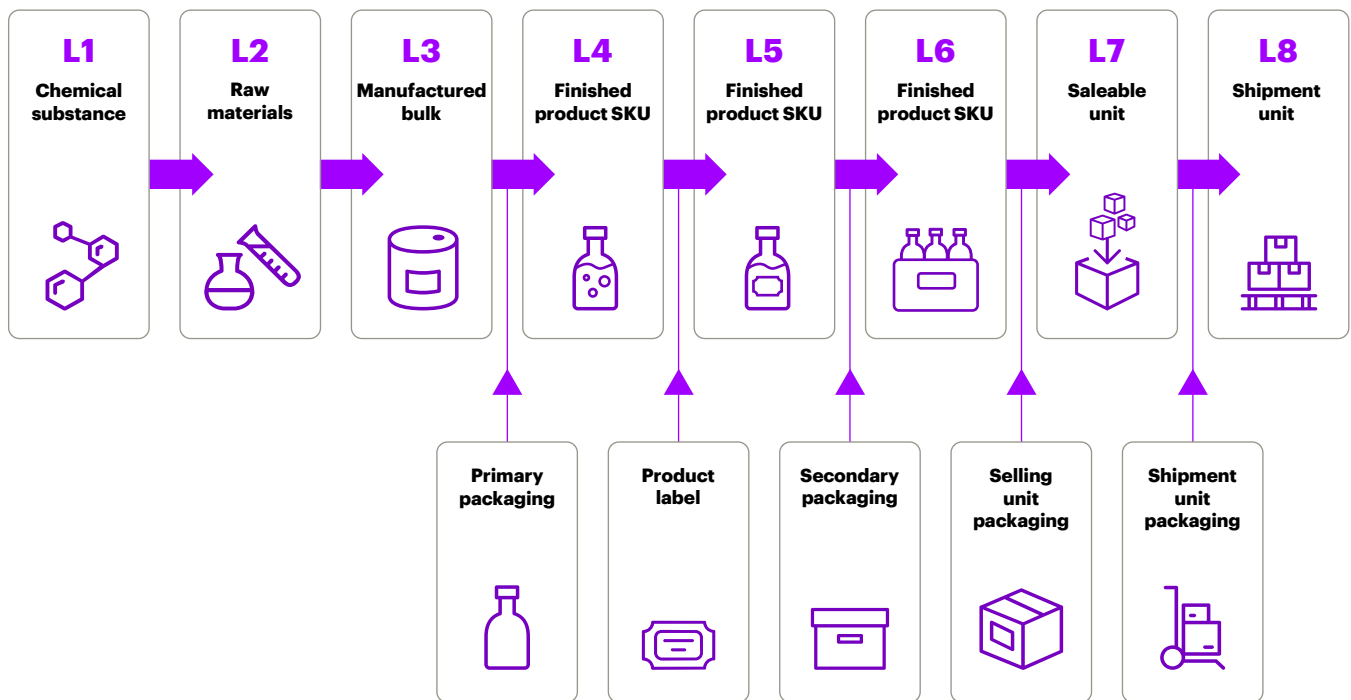 L1
Chemical
substance
L2
Raw
materials
L3
Manufactured
bulk
L4
Finished
product SKU
L5
Finished
product SKU
L6
Finished
product SKU
L7
Saleable
unit
L8
Shipment
unit
Primary
packaging
Product
label
Secondary
packaging
Selling
unit
packaging
Shipment
unit
packaging